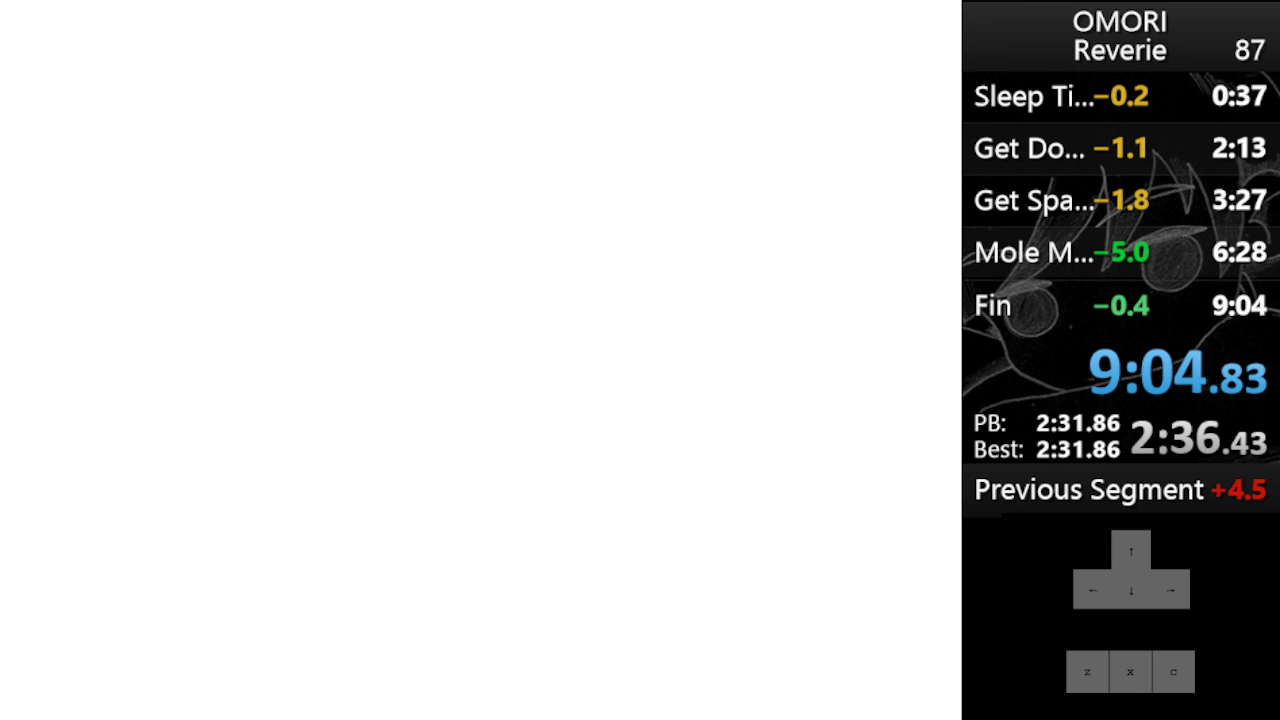 OMORI
Reverie 87
Sleep Ti... −0.2 0:37
Get Do... −1.1 2:13
Get Spa... −1.8 3:27
Mole M... −5.0 6:28
Fin −0.4 9:04
9:04.83
PB: 2:31.86 2:36.43
Best: 2:31.86
Previous Segment +4.5
↑
← ↓ →
z x c